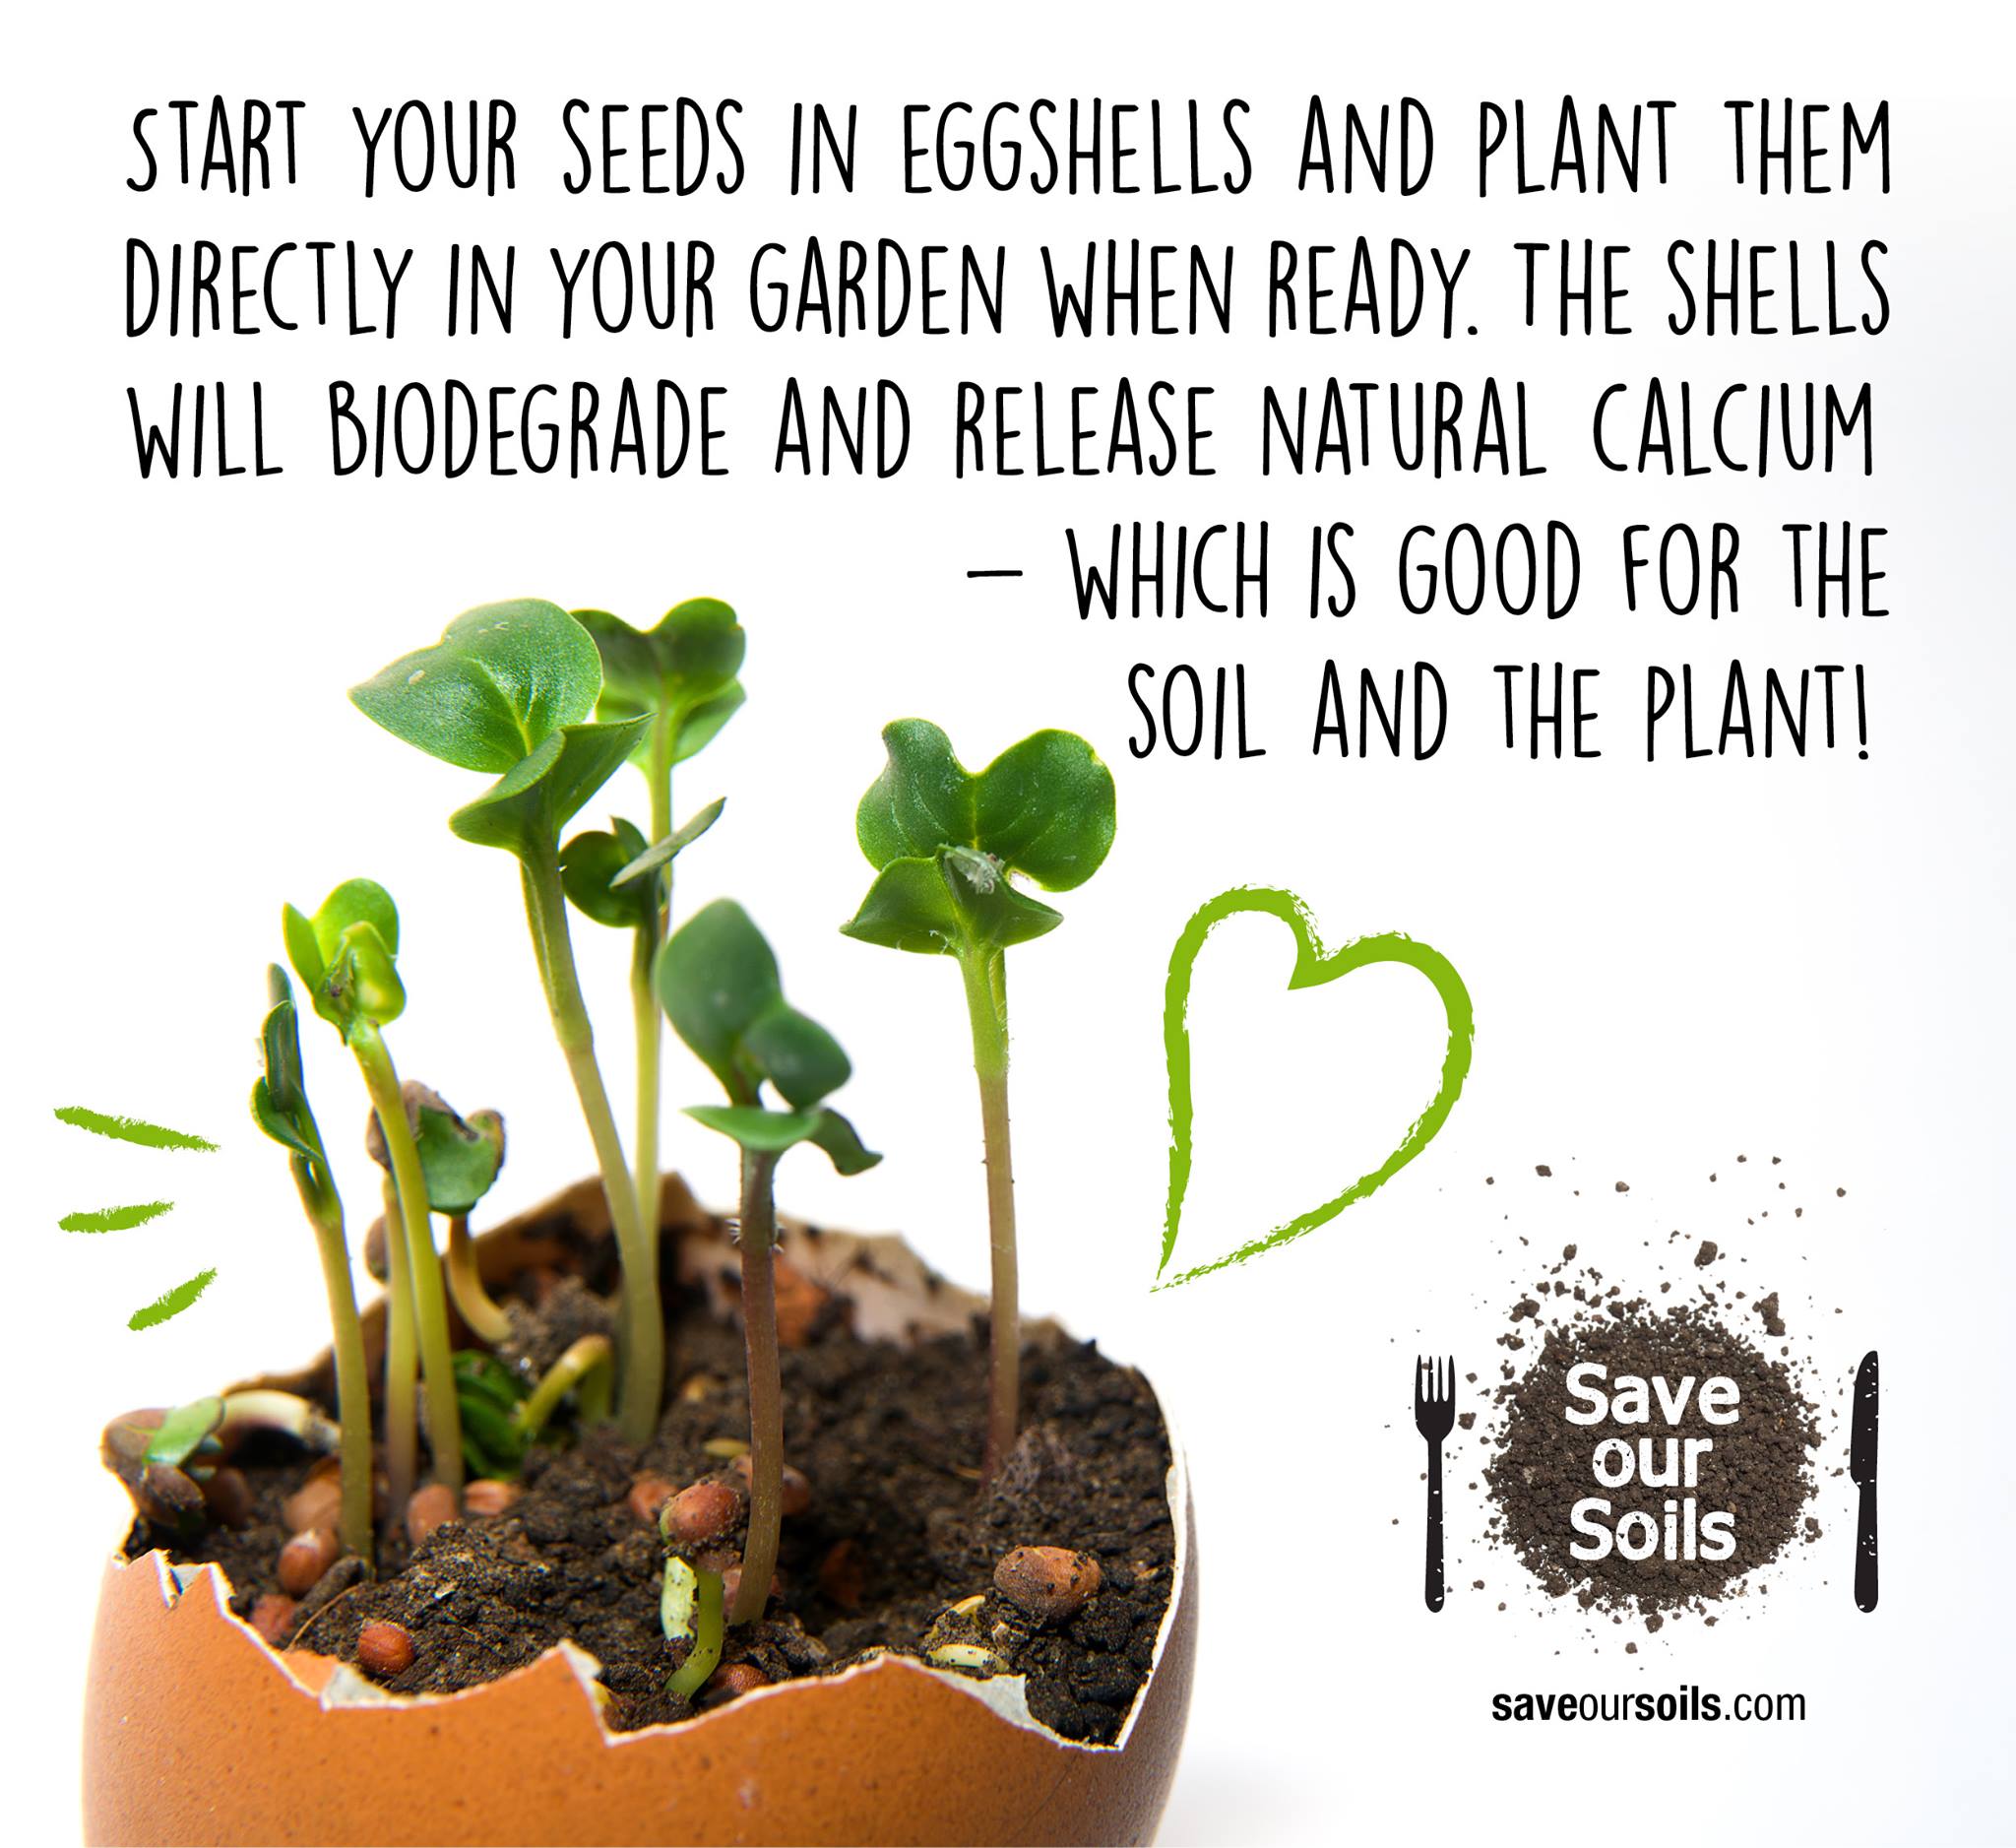 START YOUR SEEDS IN EGGSHELLS AND PLANT THEM
DIRECTLY IN YOUR GARDEN WHEN READY. THE SHELLS
WILL BIODEGRADE AND RELEASE NATURAL CALCIUM
– WHICH IS GOOD FOR THE
SOIL AND THE PLANT!
Save
our
Soils
saveoursoils.com